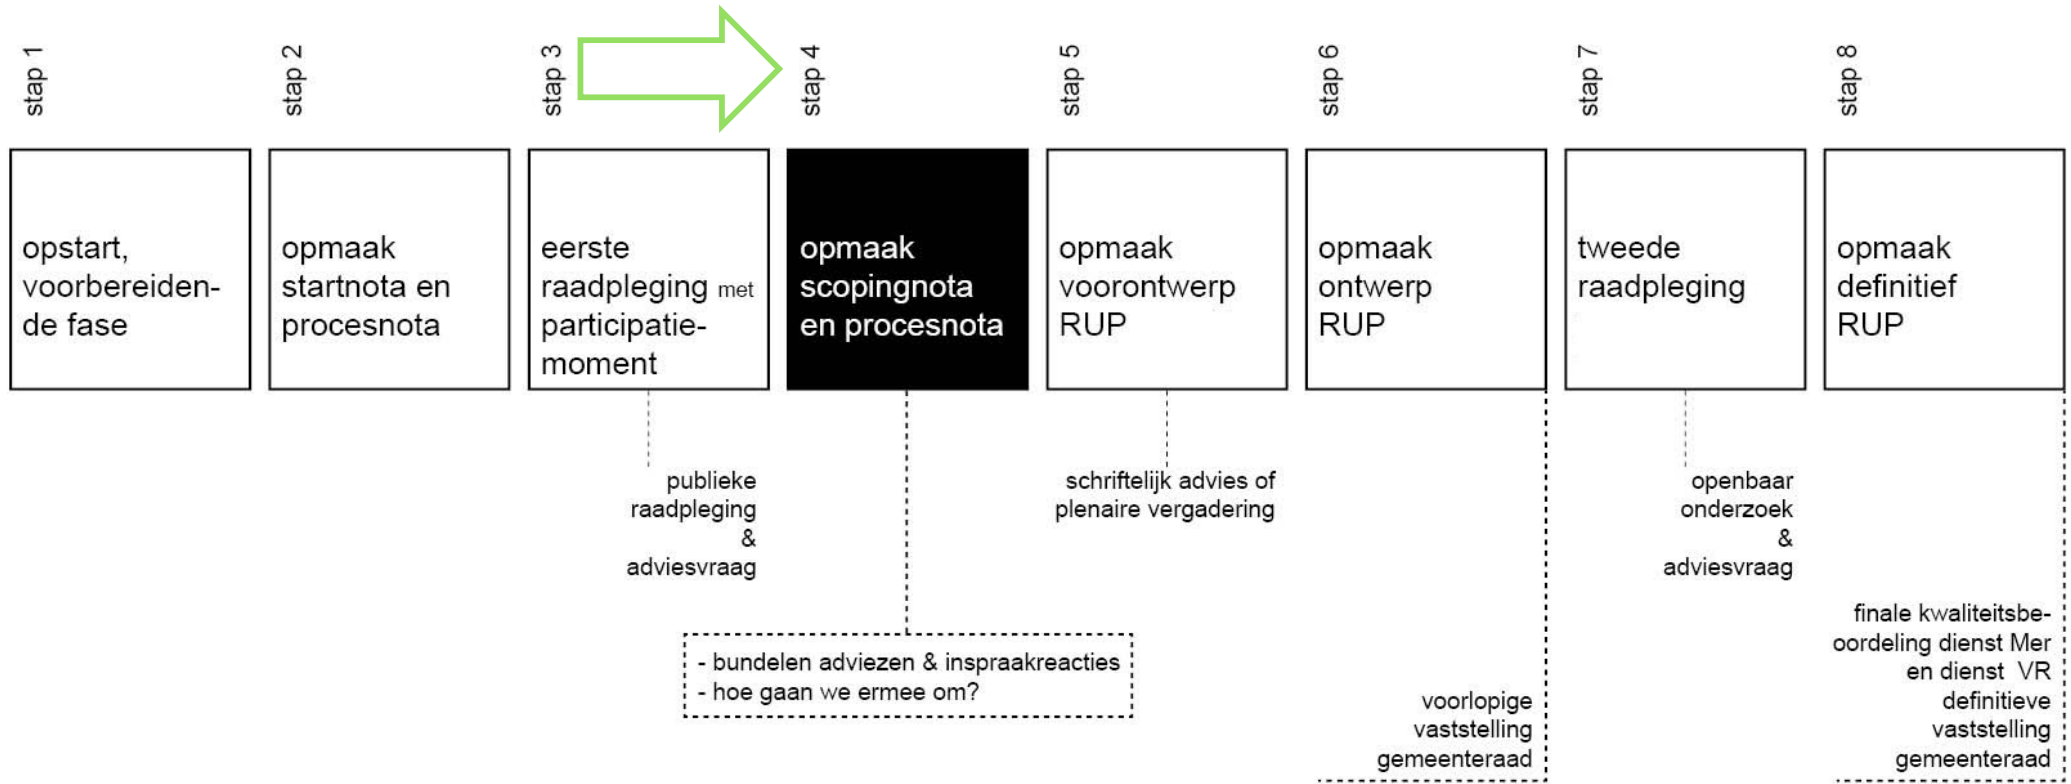 stap 1
stap 2
stap 3
stap 4
stap 5
stap 6
stap 7
stap 8
opstart,
voorbereiden-
de fase
opmaak
startnota en
procesnota
eerste
raadpleging met
participatie-
moment
opmaak
scopingnota
en procesnota
opmaak
voorontwerp
RUP
opmaak
ontwerp
RUP
tweede
raadpleging
opmaak
definitief
RUP
publieke
raadpleging
&
adviesvraag
- bundelen adviezen & inspraakreacties
- hoe gaan we ermee om?
schriftelijk advies of
plenaire vergadering
voorlopige
vaststelling
gemeenteraad
openbaar
onderzoek
&
adviesvraag
finale kwaliteitsbe-
oordeling dienst Mer
en dienst VR
definitieve
vaststelling
gemeenteraad